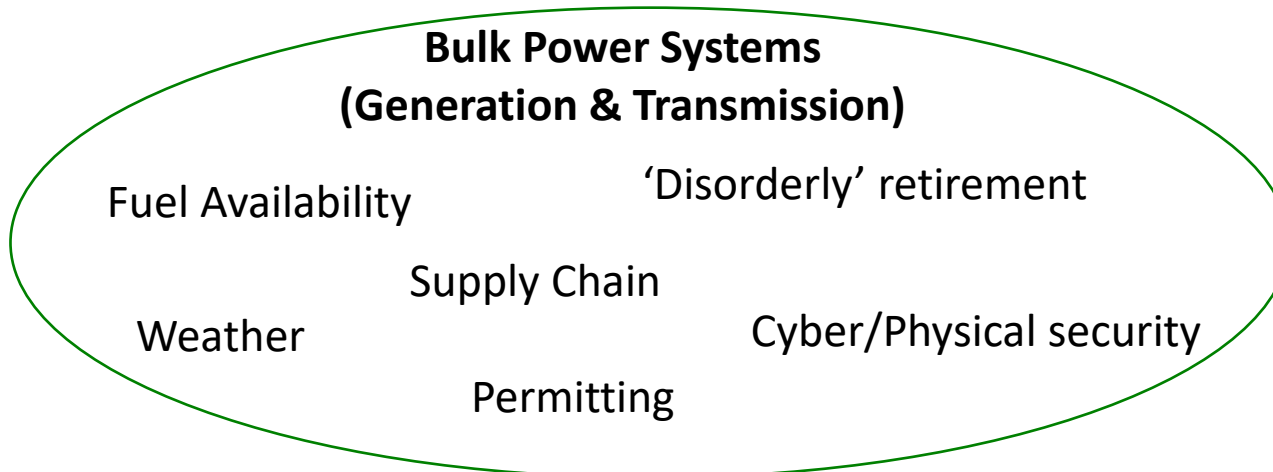 Bulk Power Systems
(Generation & Transmission)
‘Disorderly’ retirement
Fuel Availability
Supply Chain
Cyber/Physical security
Weather
Permitting